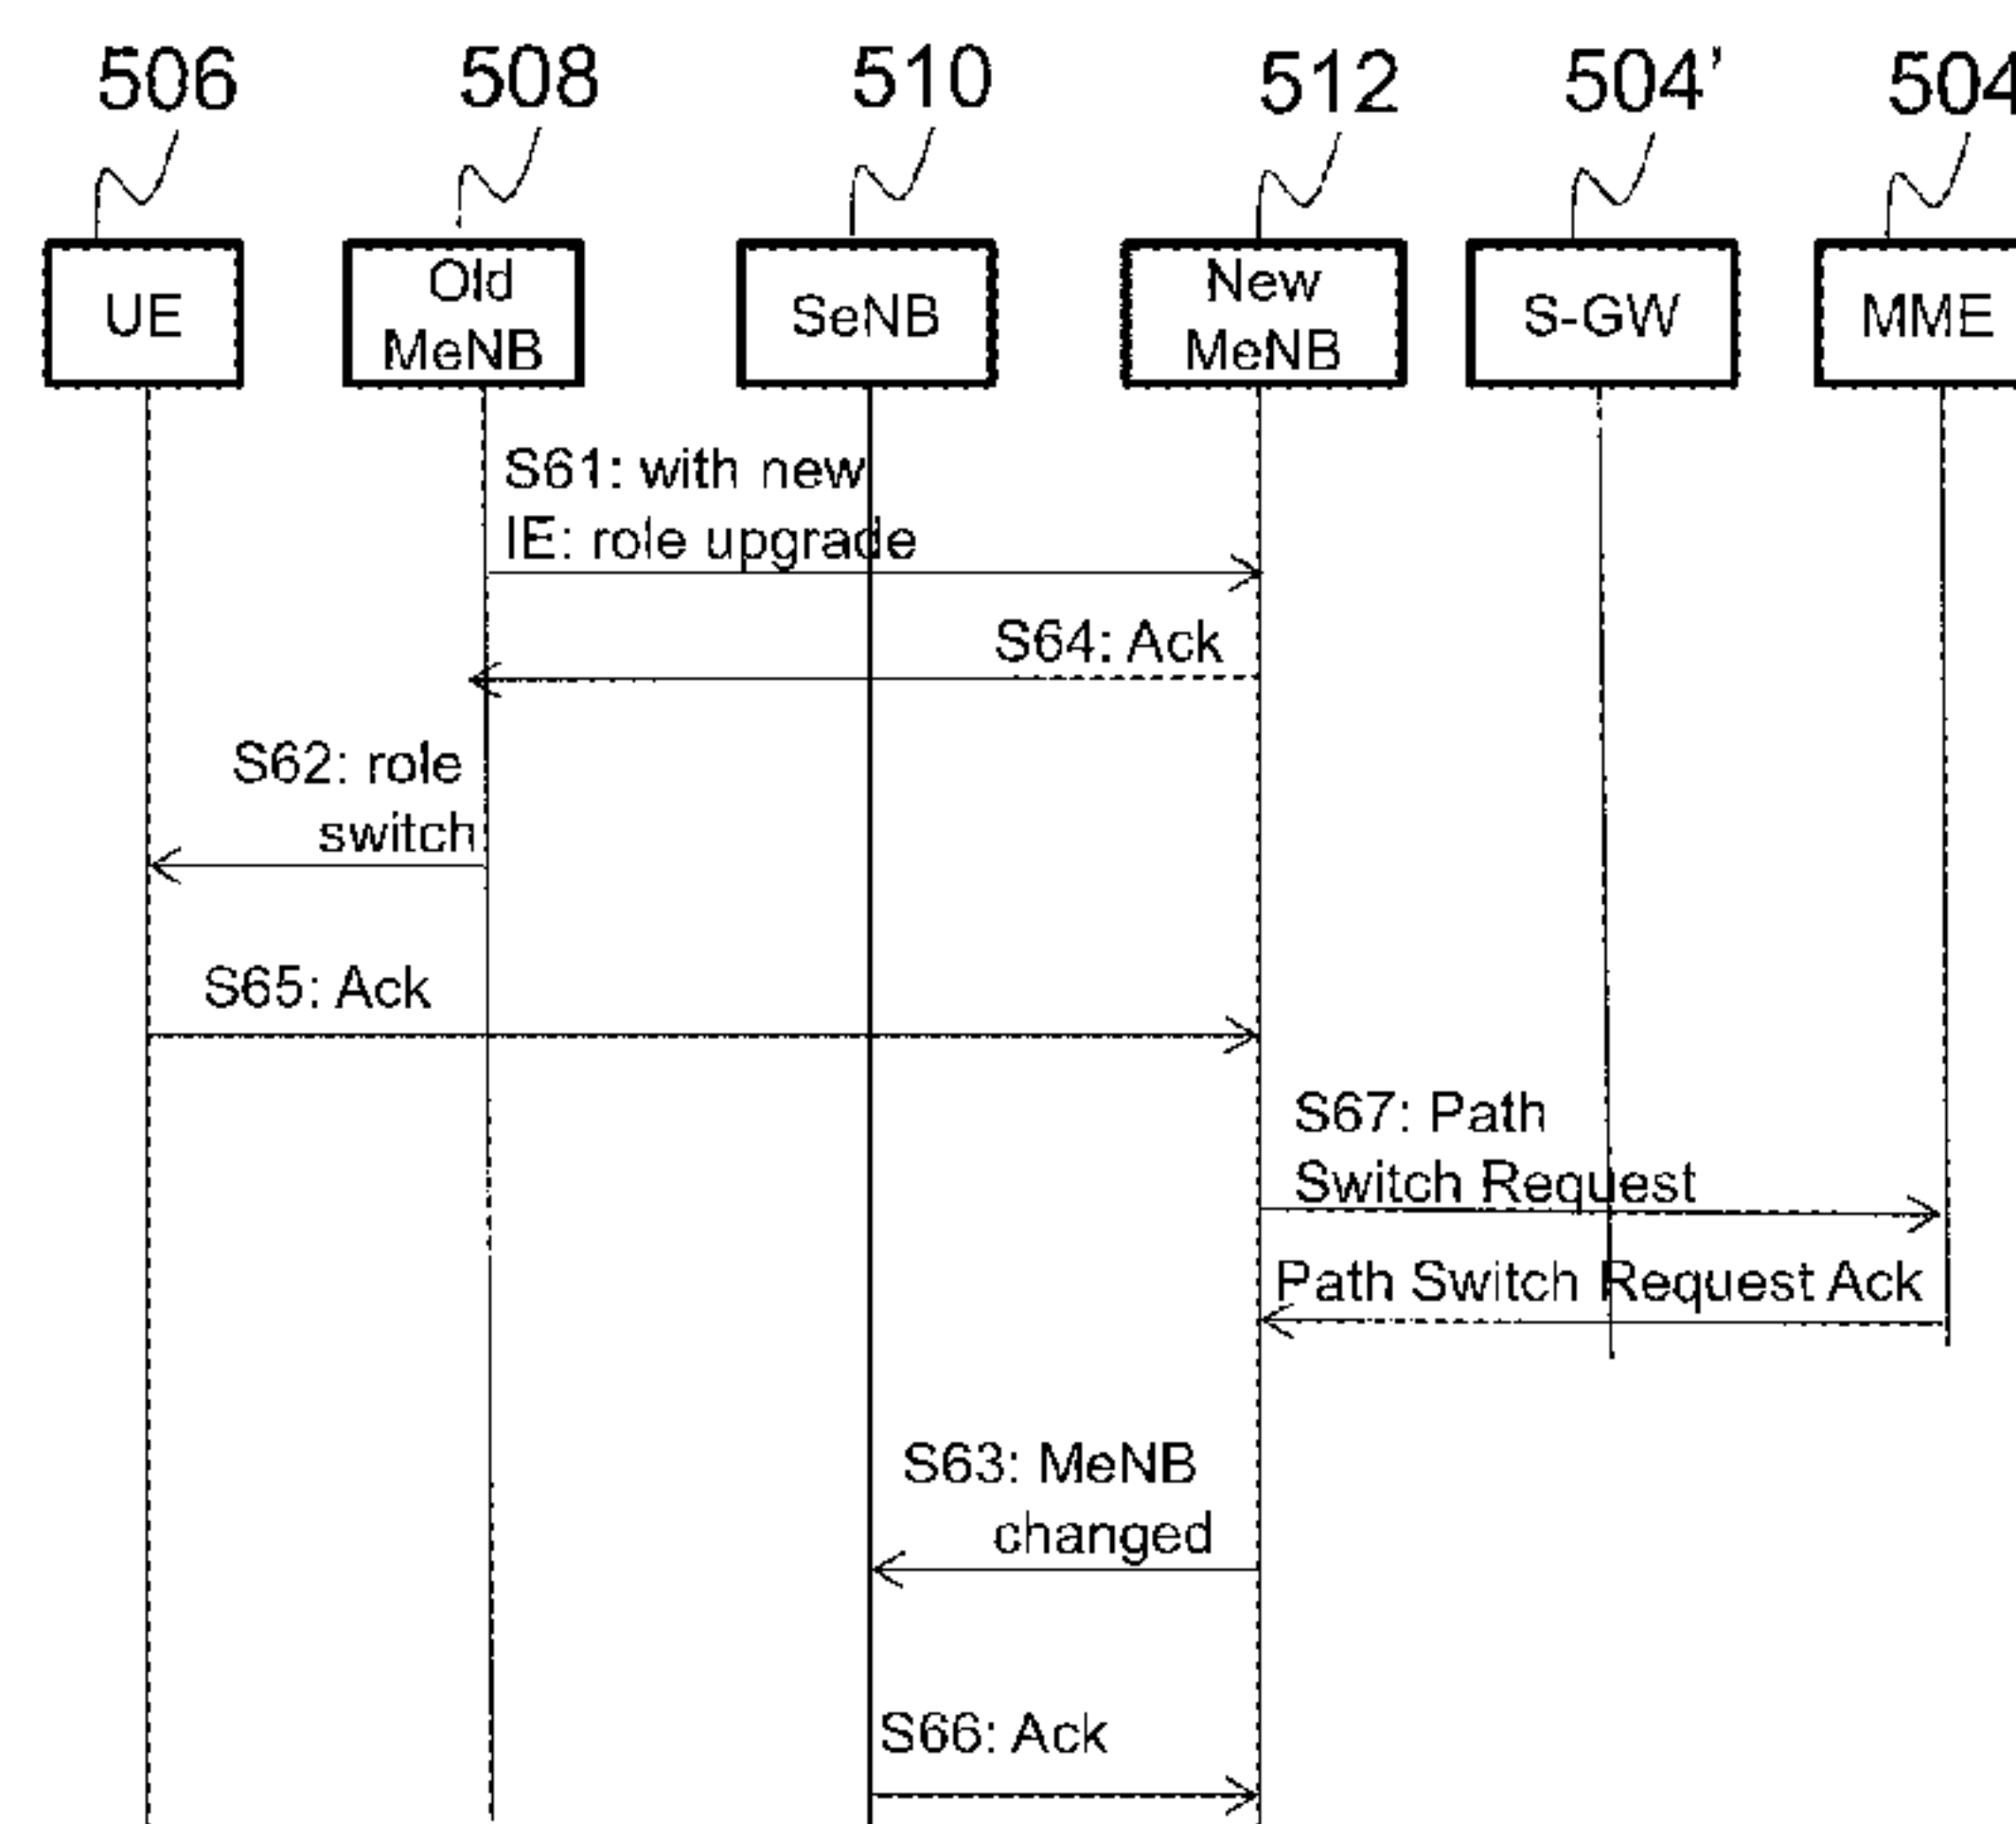 506
508
510
512
504’
504
UE
Old
MeNB
SeNB
New
MeNB
S-GW
MME
S61: with new
IE: role upgrade
S64: Ack
S62: role
switch
S65: Ack
S67: Path
Switch Request
Path Switch Request Ack
S63: MeNB
changed
S66: Ack